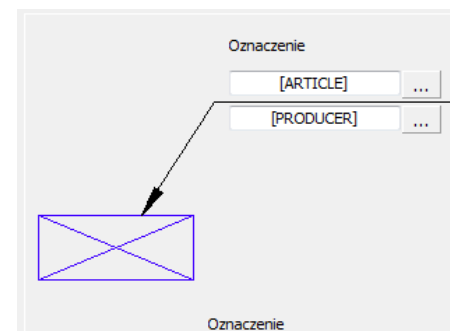 Oznaczenie
[ARTICLE]
...
[PRODUCER]
...
Oznaczenie